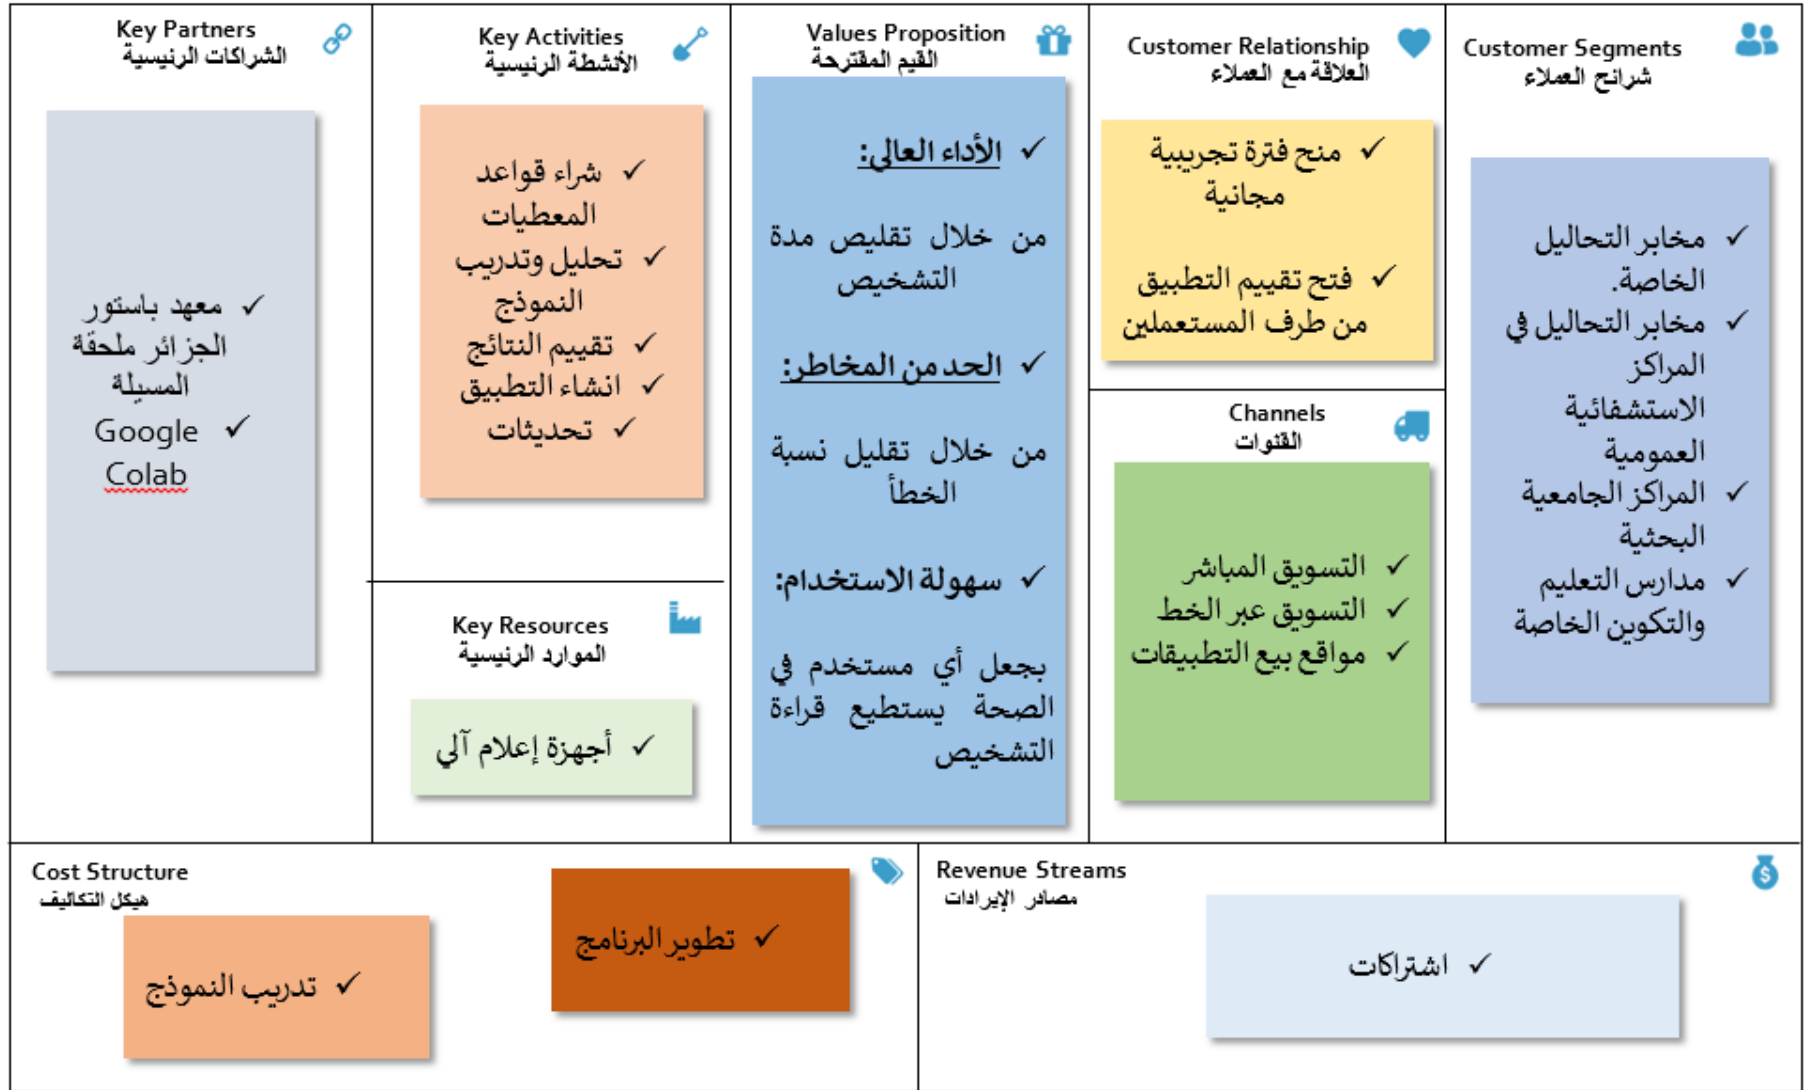 Key Partners
الشراكات الرئيسية
✓ معهد باستور
الجزائر ملحقة
المسيلة
✓ Google
Colab
Key Activities
الأنشطة الرئيسية
✓ شراء قواعد
المعطيات
✓ تحليل وتدريب
النموذج
✓ تقييم النتائج
✓ انشاء التطبيق
✓ تحديثات
Key Resources
الموارد الرئيسية
✓ أجهزة إعلام آلي
Values Proposition
القيم المقترحة
✓ الأداء العالي:
من خلال تقليص مدة
التشخيص
✓ الحد من المخاطر:
من خلال تقليل نسبة
الخطأ
✓ سهولة الاستخدام:
بجعل أي مستخدم في
الصحة يستطيع قراءة
التشخيص
Customer Relationship
العلاقة مع العملاء
✓ منح فترة تجريبية
مجانية
✓ فتح تقييم التطبيق
من طرف المستعملين
Channels
القنوات
✓ التسويق المباشر
✓ التسويق عبر الخط
✓ مواقع بيع التطبيقات
Customer Segments
شرائح العملاء
✓ مخابر التحاليل
الخاصة.
✓ مخابر التحاليل في
المراكز
الاستشفائية
العمومية
✓ المراكز الجامعية
البحثية
✓ مدارس التعليم
والتكوين الخاصة
Cost Structure
هيكل التكاليف
✓ تدريب النموذج
✓ تطوير البرنامج
Revenue Streams
مصادر الإيرادات
✓ اشتراكات